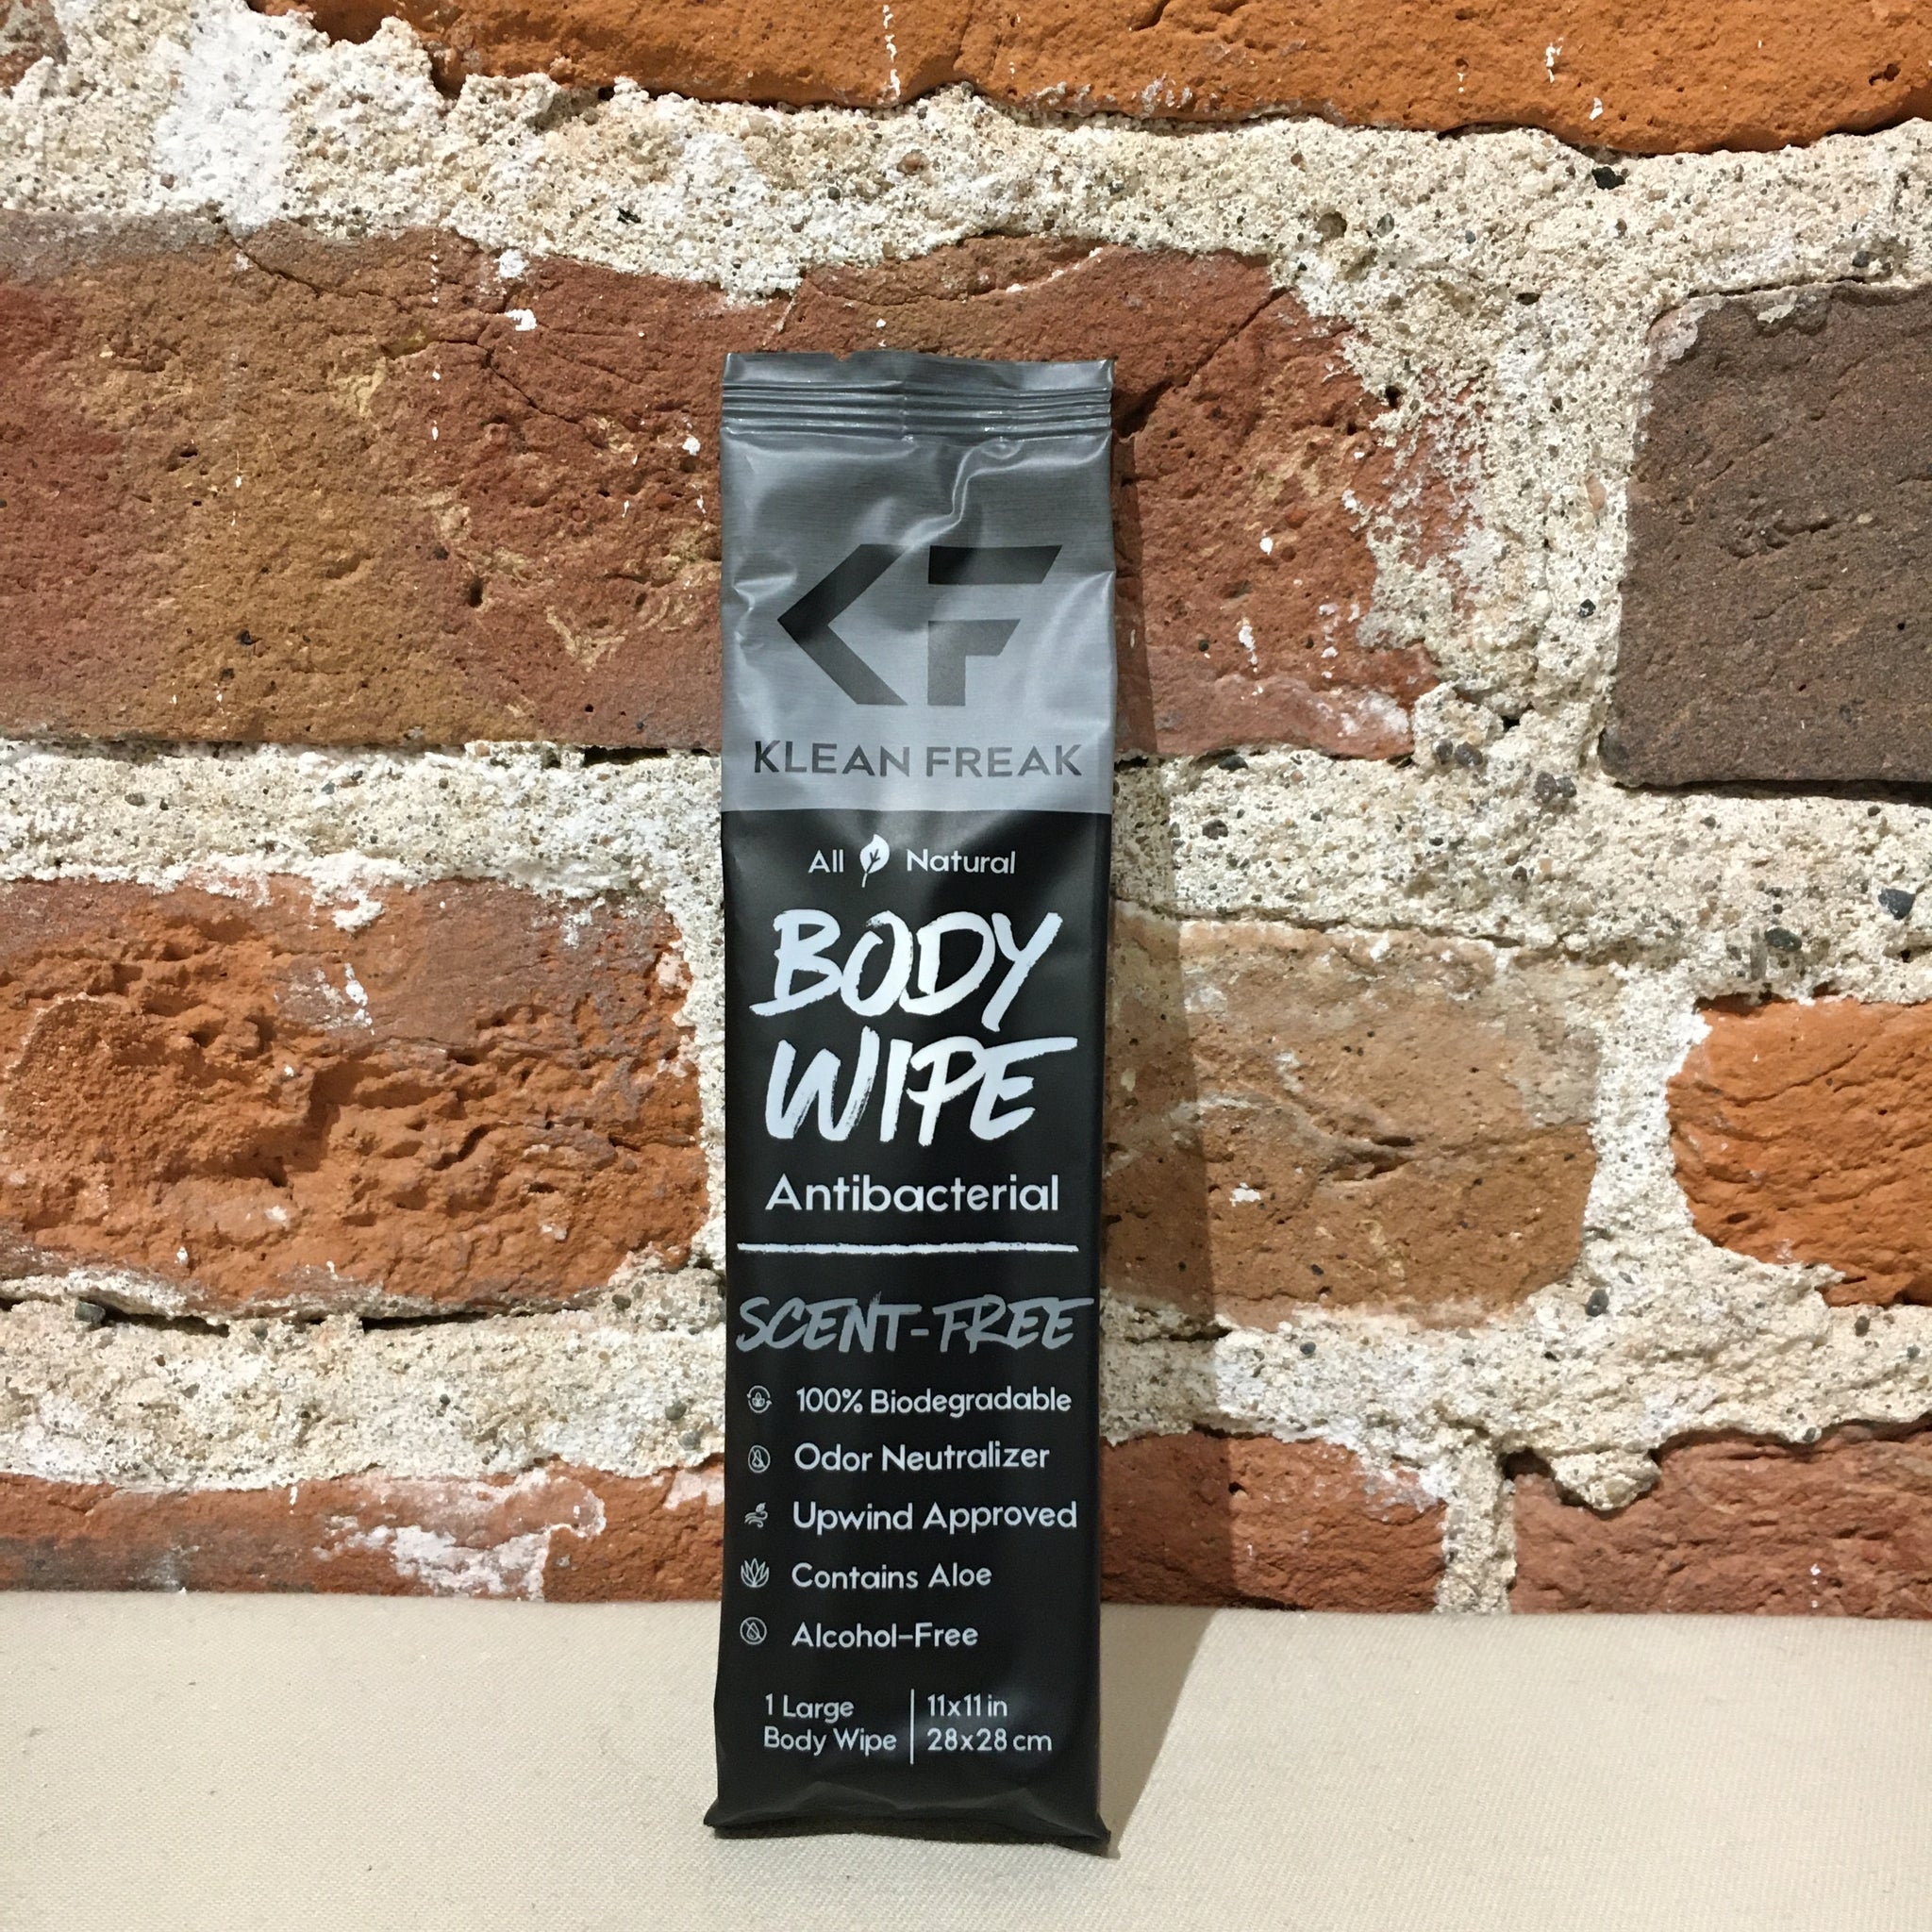 KF
KLEAN FREAK
All Natural
BODY
WIPE
Antibacterial
SCENT-FREE
100% Biodegradable
Odor Neutralizer
Upwind Approved
Contains Aloe
Alcohol-Free
1 Large
Body Wipe
11x11 in
28x28 cm